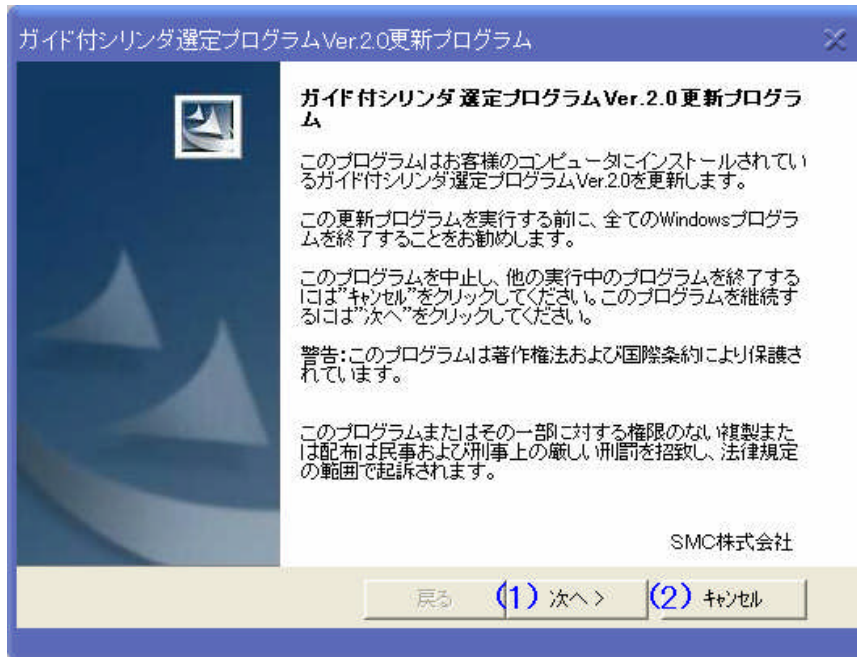 ガイド付シリンダ選定プログラムVer.2.0更新プログラム
ガイド付シリンダ選定プログラムVer.2.0更新プログラ
ム
このプログラムはお客様のコンピュータにインストールされてい
るガイド付シリンダ選定プログラムVer.2.0を更新します。
この更新プログラムを実行する前に、全てのWindowsプログラ
ムを終了することをお勧めします。
このプログラムを中止し、他の実行中のプログラムを終了する
には"キャンセル"をクリックしてください。このプログラムを継続す
るには"次へ"をクリックしてください。
警告:このプログラムは著作権法および国際条約により保護さ
れています。
このプログラムまたはその一部に対する権限のない複製また
は配布は民事および刑事上の厳しい刑罰を招致し、法律規定
の範囲で起訴されます。
SMC株式会社
戻る (1) 次へ > (2) キャンセル